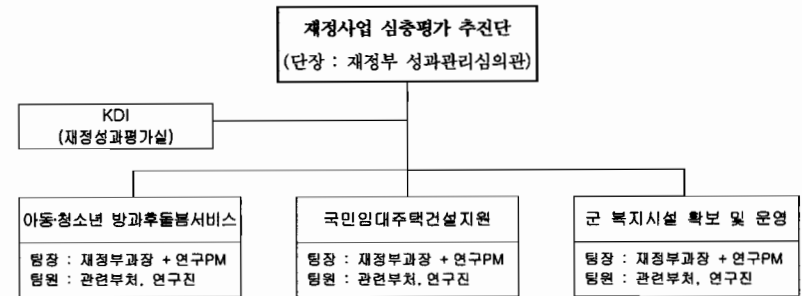 재정사업 심층평가 추진단
(단장 : 재정부 성과관리심의관)
KDI
(재정성과평가실)
아동·청소년 방과후돌봄서비스
팀장 : 재정부과장 + 연구PM
팀원 : 관련부처, 연구진
국민임대주택건설지원
팀장 : 재정부과장 + 연구PM
팀원 : 관련부처, 연구진
군 복지시설 확보 및 운영
팀장 : 재정부과장 + 연구PM
팀원 : 관련부처, 연구진